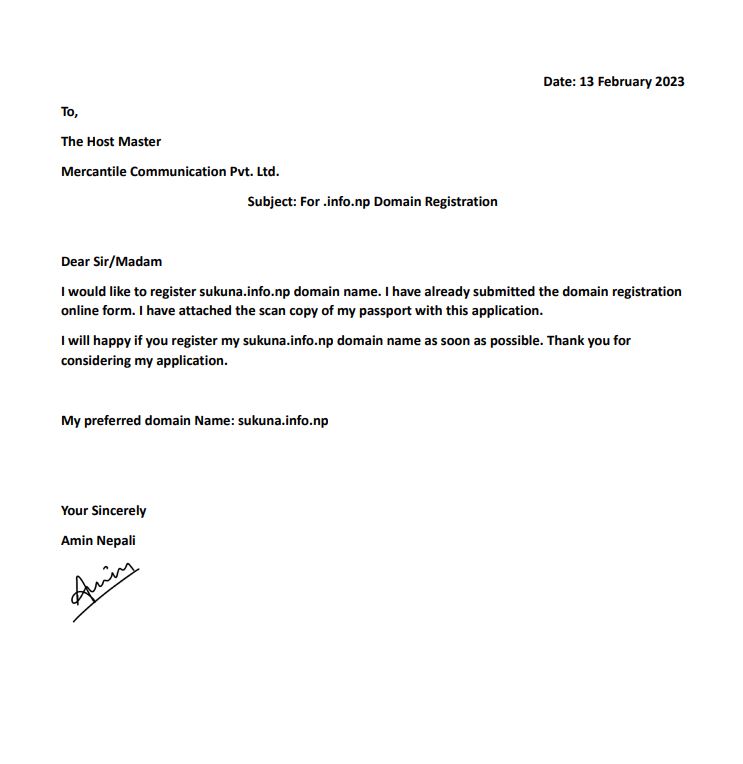 Date: 13 February 2023
To,
The Host Master
Mercantile Communication Pvt. Ltd.
Subject: For .info.np Domain Registration
Dear Sir/Madam
I would like to register sukuna.info.np domain name. I have already submitted the domain registration
online form. I have attached the scan copy of my passport with this application.
I will happy if you register my sukuna.info.np domain name as soon as possible. Thank you for
considering my application.
My preferred domain Name: sukuna.info.np
Your Sincerely
Amin Nepali
Amin